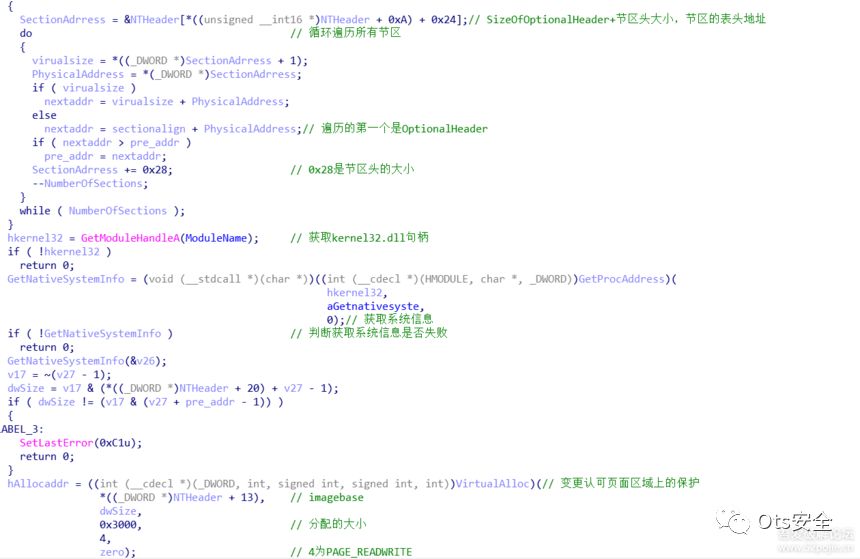 {
SectionAdrress = &NTHeader[*((unsigned __int16 *)NTHeader + 0xA) + 0x24];// SizeOfOptionalHeader+节区头大小，节区的表头地址
do // 循环遍历所有节区
{
virualsize = *((_DWORD *)SectionAdrress + 1);
PhysicalAddress = *(_DWORD *)SectionAdrress;
if ( virualsize )
nextaddr = virualsize + PhysicalAddress;
else
nextaddr = sectionalign + PhysicalAddress;// 遍历的第一个是OptionalHeader
if ( nextaddr > pre_addr )
pre_addr = nextaddr;
SectionAdrress += 0x28; // 0x28是节区头的大小
--NumberOfSections;
}
while ( NumberOfSections );
}
hkernel32 = GetModuleHandleA(ModuleName); // 获取kernel32.dll句柄
if ( !hkernel32 )
return 0;
GetNativeSystemInfo = (void (__stdcall *)(char *))((int (__cdecl *)(HMODULE, char *, _DWORD))GetProcAddress)(
hkernel32,
aGetnativesyste,
0);// 获取系统信息
if ( !GetNativeSystemInfo ) // 判断获取系统信息是否失败
return 0;
GetNativeSystemInfo(&v26);
v17 = ~(v27 - 1);
dwSize = v17 & (*((_DWORD *)NTHeader + 20) + v27 - 1);
if ( dwSize != (v17 & (v27 + pre_addr - 1)) )
{
ABEL_3:
SetLastError(0xC1u);
return 0;
}
hAllocaddr = ((int (__cdecl *)(_DWORD, int, signed int, signed int, int))VirtualAlloc)(// 变更认可页面区域上的保护
*((_DWORD *)NTHeader + 13), // imagebase
dwSize,
0x3000, // 分配的大小
4,
zero); // 4为PAGE_READWRITE
Ots安全
吾爱破解论坛
www.52pojie.cn